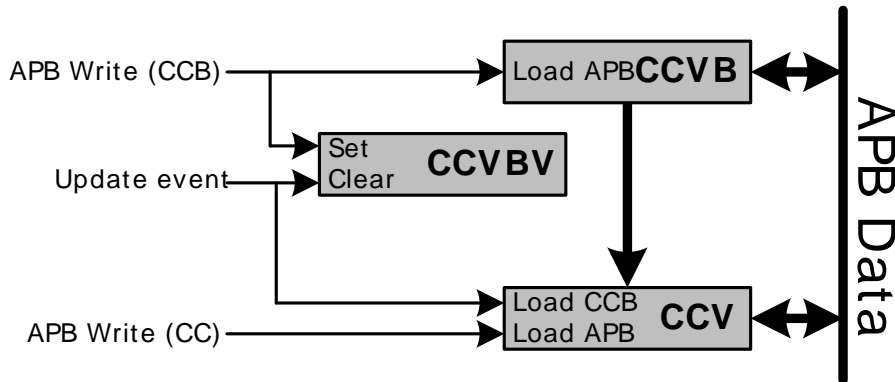 APB Write (CCB)
Load APB CCVB
Set
Clear
CCVBV
Update event
Load CCB
Load APB
CCV
APB Write (CC)
APB Data